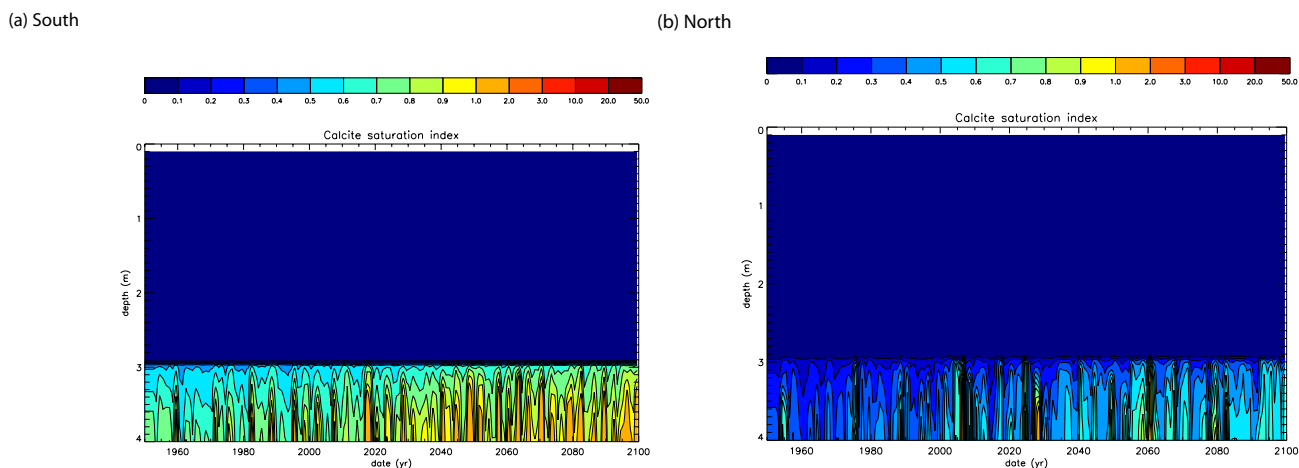 (a) South
(b) North
0 0.1 0.2 0.3 0.4 0.5 0.6 0.7 0.8 0.9 1.0 2.0 3.0 10.0 20.0 50.0
Calcite saturation index
0
1
2
3
4
depth (m)
1960 1980 2000 2020 2040 2060 2080 2100
date (yr)
0 0.1 0.2 0.3 0.4 0.5 0.6 0.7 0.8 0.9 1.0 2.0 3.0 10.0 20.0 50.0
Calcite saturation index
0
1
2
3
4
depth (m)
1960 1980 2000 2020 2040 2060 2080 2100
date (yr)